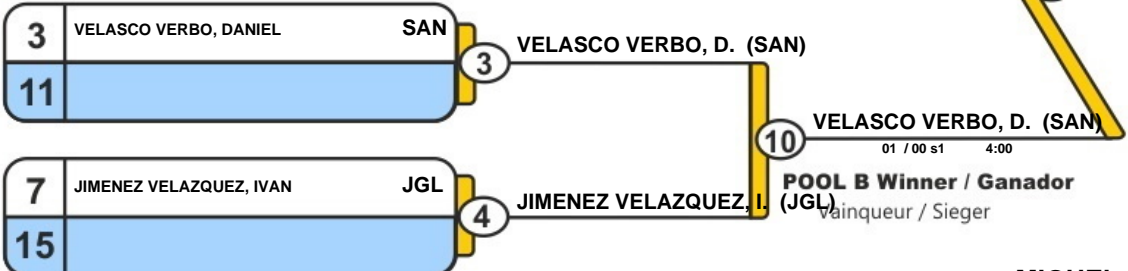 3 VELASCO VERBO, DANIEL SAN
11
3
VELASCO VERBO, D. (SAN)
7 JIMENEZ VELAZQUEZ, IVAN JGL
15
4
JIMENEZ VELAZQUEZ, I. (JGL)
10
VELASCO VERBO, D. (SAN)
01 / 00 s1 4:00
POOL B Winner / Ganador
Vainqueur / Sieger